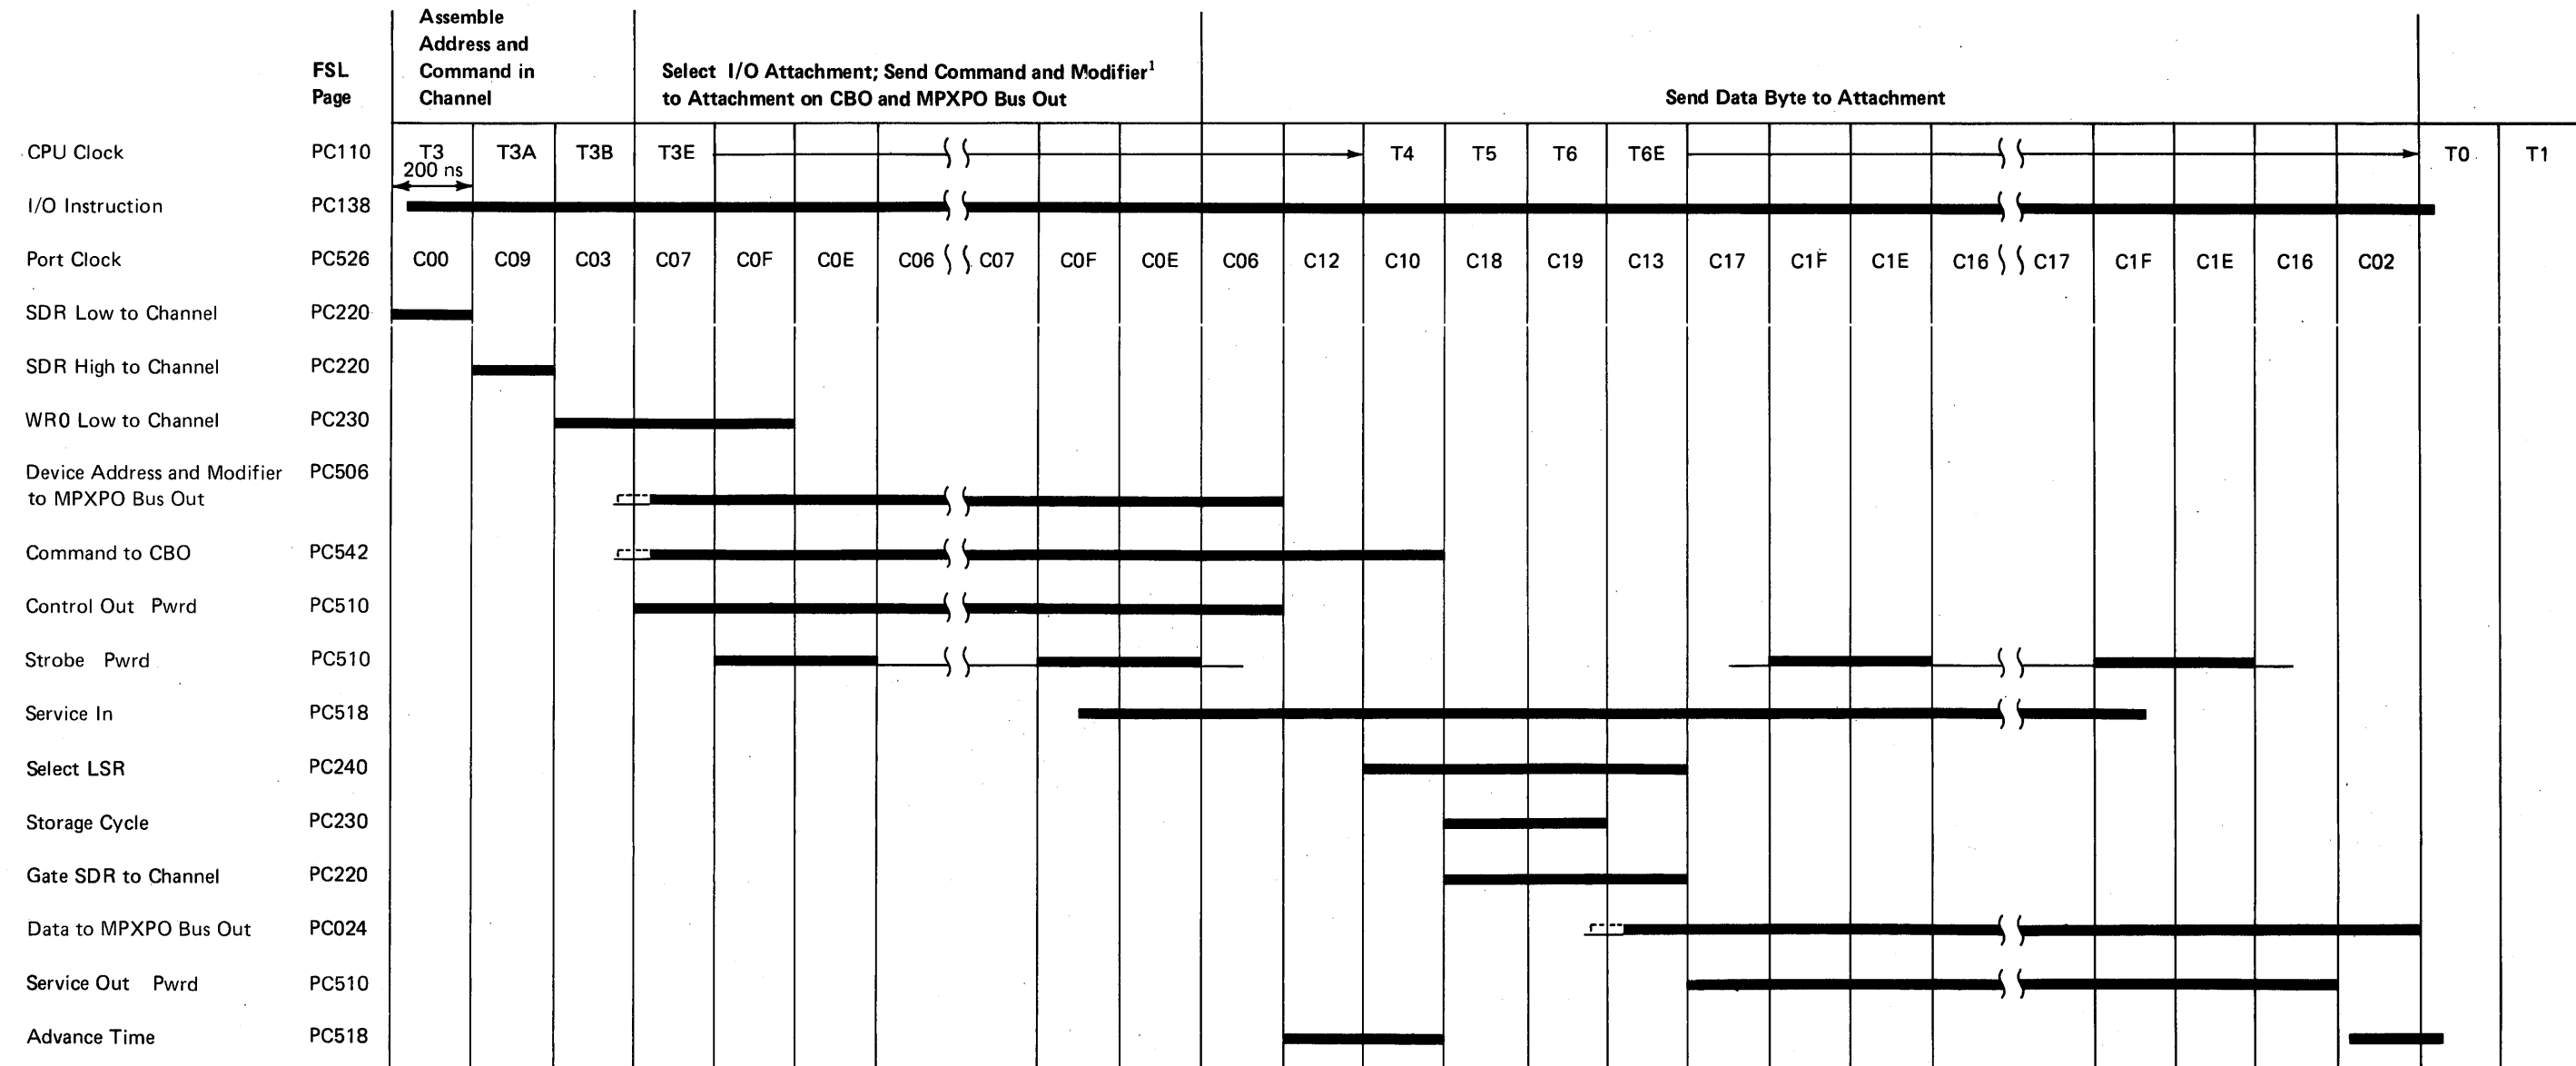 Assemble
Address and
Command in
Channel
FSL
Page
Select I/O Attachment; Send Command and Modifier¹
to Attachment on CBO and MPXPO Bus Out
Send Data Byte to Attachment
CPU Clock PC110 T3 T3A T3B T3E T4 T5 T6 T6E T0 T1
200 ns
I/O Instruction PC138
Port Clock PC526 C00 C09 C03 C07 C0F C0E C06 C07 C0F C0E C06 C12 C10 C18 C19 C13 C17 C1F C1E C16 C17 C1F C1E C16 C02
SDR Low to Channel PC220
SDR High to Channel PC220
WR0 Low to Channel PC230
Device Address and Modifier PC506
to MPXPO Bus Out
Command to CBO PC542
Control Out Pwrd PC510
Strobe Pwrd PC510
Service In PC518
Select LSR PC240
Storage Cycle PC230
Gate SDR to Channel PC220
Data to MPXPO Bus Out PC024
Service Out Pwrd PC510
Advance Time PC518